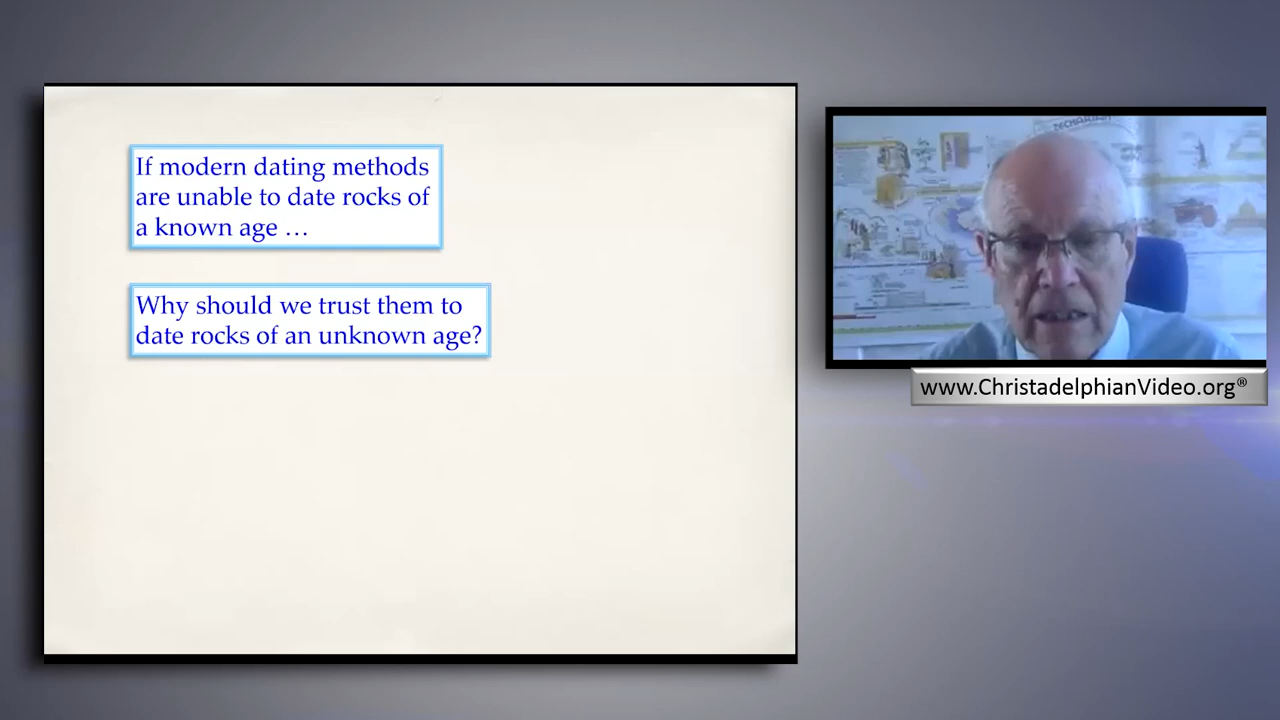 If modern dating methods
are unable to date rocks of
a known age …
Why should we trust them to
date rocks of an unknown age?
ZECHARIAH
www.ChristadelphianVideo.org®